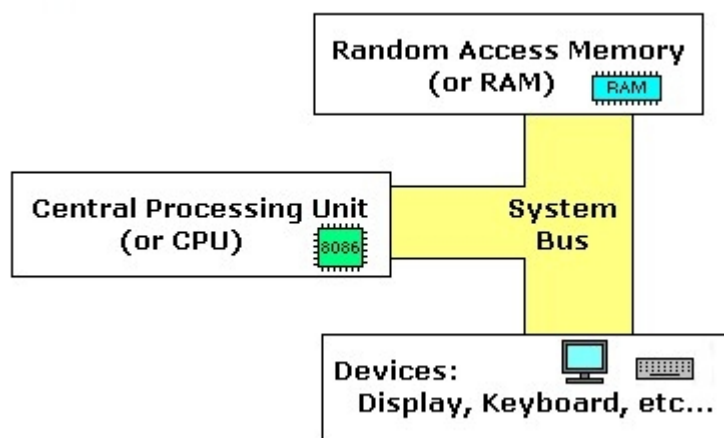 Random Access Memory
(or RAM)
RAM
Central Processing Unit
(or CPU)
8086
System
Bus
Devices:
Display, Keyboard, etc...